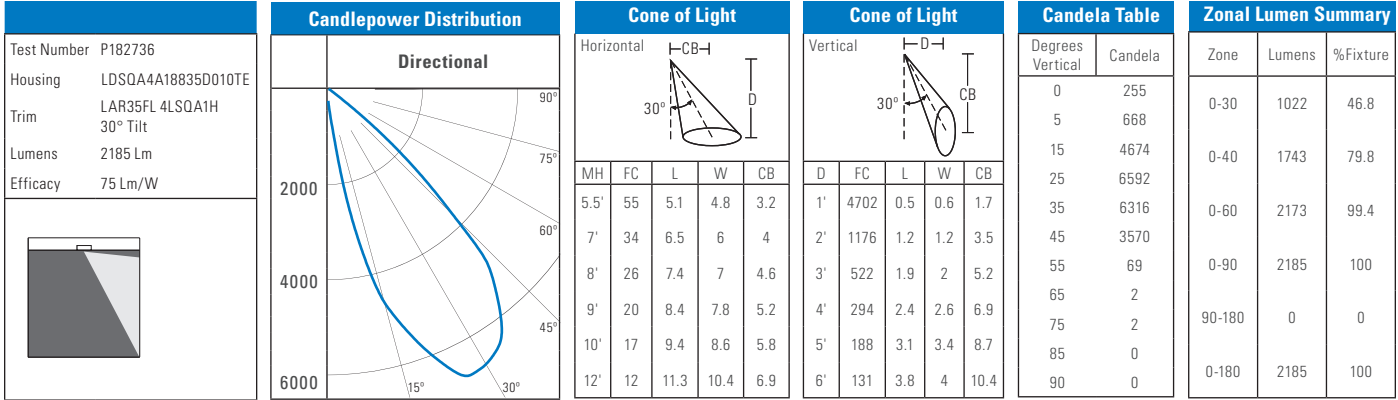 Test Number P182736
Housing LDSQA4A18835D010TE
Trim LAR35FL 4LSQA1H
30° Tilt
Lumens 2185 Lm
Efficacy 75 Lm/W
Candlepower Distribution
Directional
90º
75º
2000
60º
4000
45º
6000
15º
30º
Cone of Light
Horizontal
CB
30º
D
MH FC L W CB
5.5' 55 5.1 4.8 3.2
7' 34 6.5 6 4
8' 26 7.4 7 4.6
9' 20 8.4 7.8 5.2
10' 17 9.4 8.6 5.8
12' 12 11.3 10.4 6.9
Cone of Light
Vertical
D
30º
CB
D FC L W CB
1' 4702 0.5 0.6 1.7
2' 1176 1.2 1.2 3.5
3' 522 1.9 2 5.2
4' 294 2.4 2.6 6.9
5' 188 3.1 3.4 8.7
6' 131 3.8 4 10.4
Candela Table
Degrees
Vertical
Candela
0 255
5 668
15 4674
25 6592
35 6316
45 3570
55 69
65 2
75 2
85 0
90 0
Zonal Lumen Summary
Zone Lumens %Fixture
0-30 1022 46.8
0-40 1743 79.8
0-60 2173 99.4
0-90 2185 100
90-180 0 0
0-180 2185 100